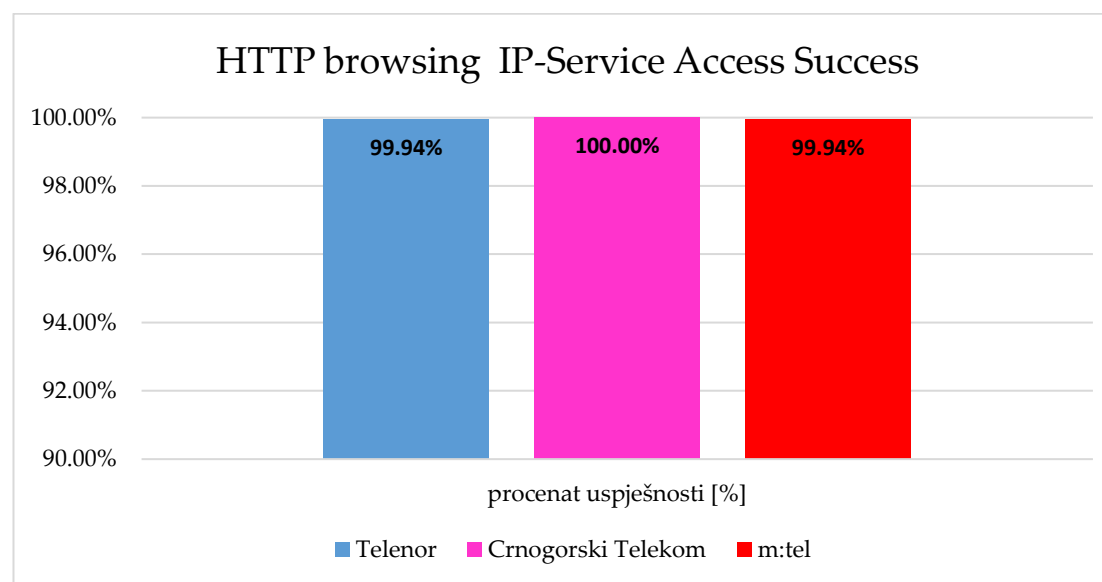 HTTP browsing IP-Service Access Success
100.00%
98.00%
96.00%
94.00%
92.00%
90.00%
99.94%
100.00%
99.94%
procenat uspješnosti [%]
Telenor
Crnogorski Telekom
m:tel